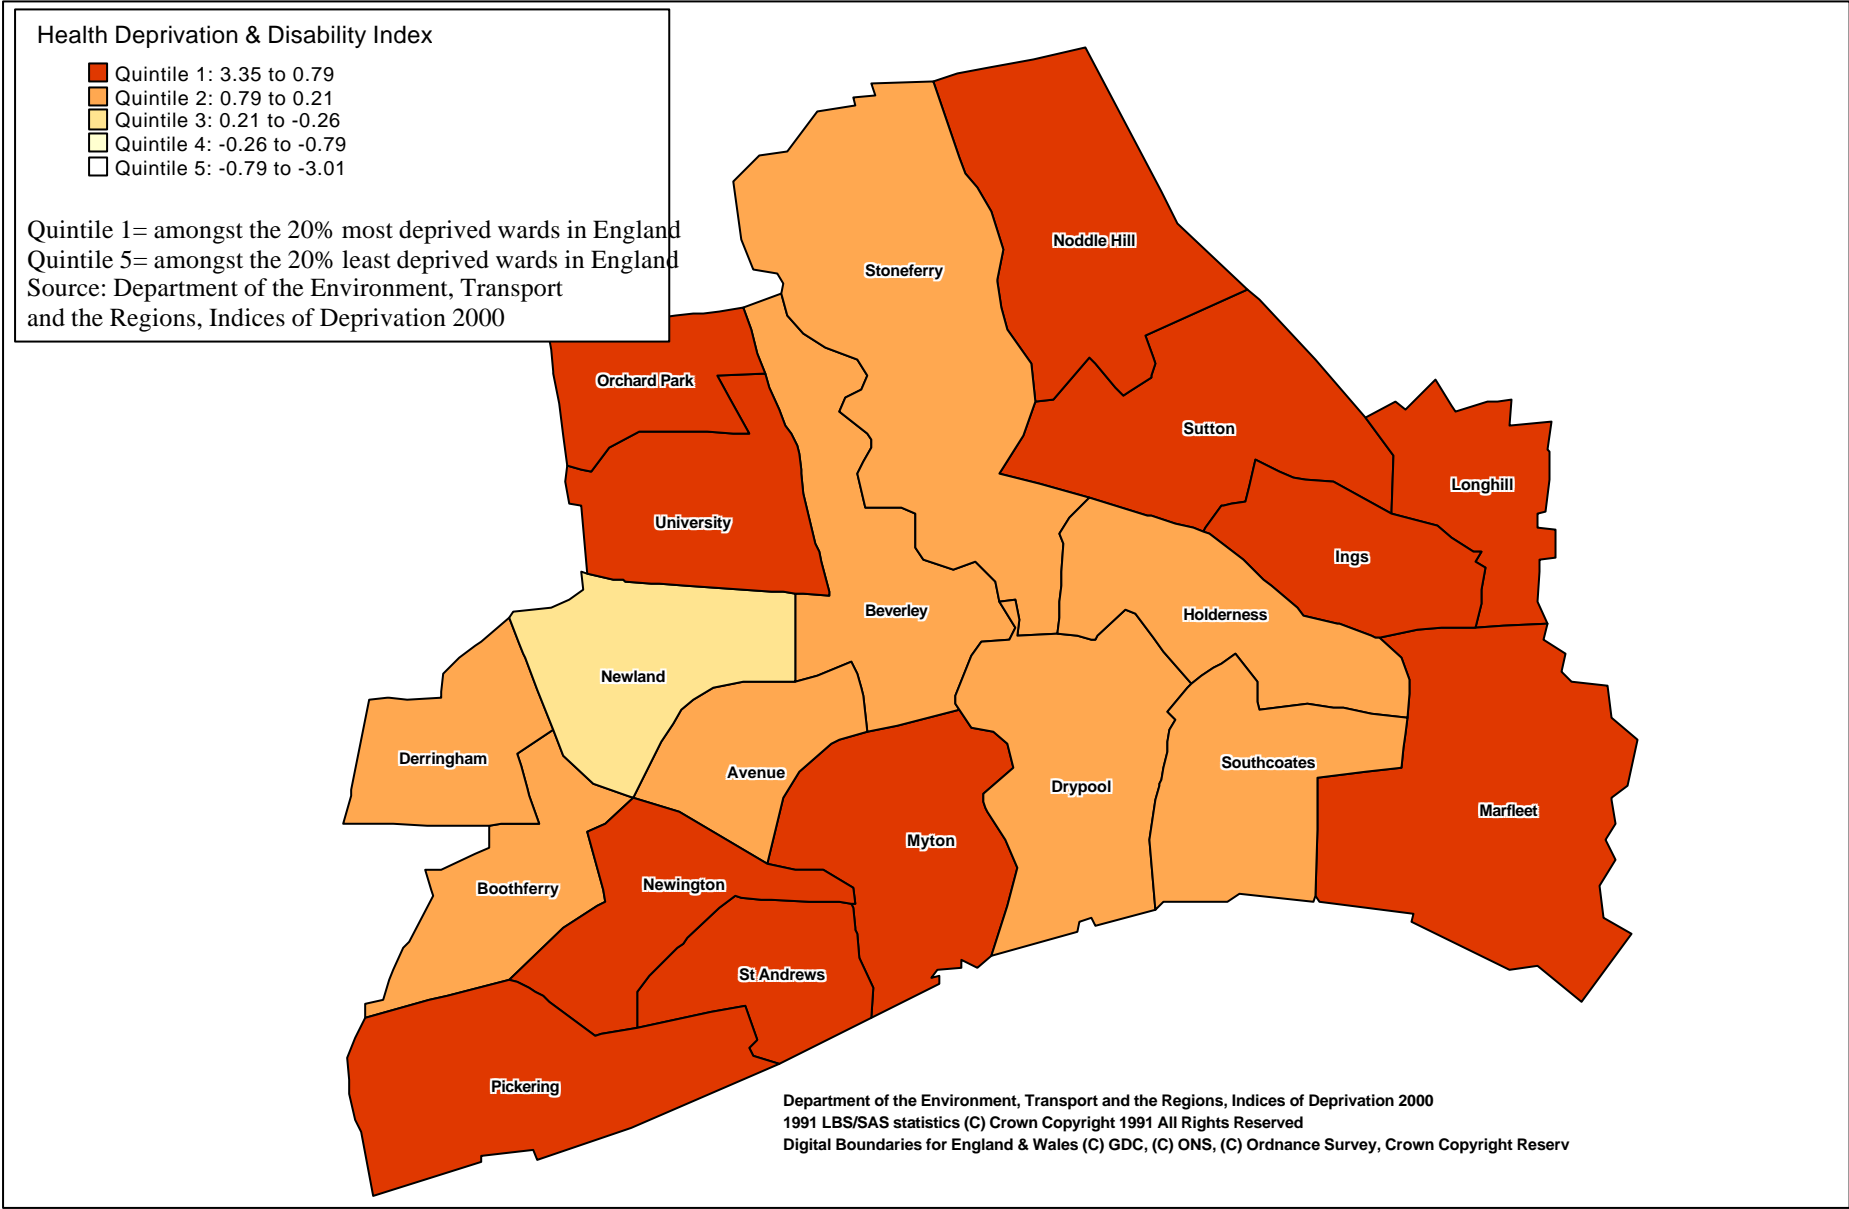 Health Deprivation & Disability Index
Quintile 1: 3.35 to 0.79
Quintile 2: 0.79 to 0.21
Quintile 3: 0.21 to -0.26
Quintile 4: -0.26 to -0.79
Quintile 5: -0.79 to -3.01
Quintile 1= amongst the 20% most deprived wards in England
Quintile 5= amongst the 20% least deprived wards in England
Source: Department of the Environment, Transport
and the Regions, Indices of Deprivation 2000
Noddle Hill
Stoneferry
Orchard Park
Sutton
Longhill
University
Ings
Beverley
Holderness
Newland
Derringham
Avenue
Southcoates
Drypool
Marfleet
Myton
Newington
Boothferry
St Andrews
Pickering
Department of the Environment, Transport and the Regions, Indices of Deprivation 2000
1991 LBS/SAS statistics (C) Crown Copyright 1991 All Rights Reserved
Digital Boundaries for England & Wales (C) GDC, (C) ONS, (C) Ordnance Survey, Crown Copyright Reserv